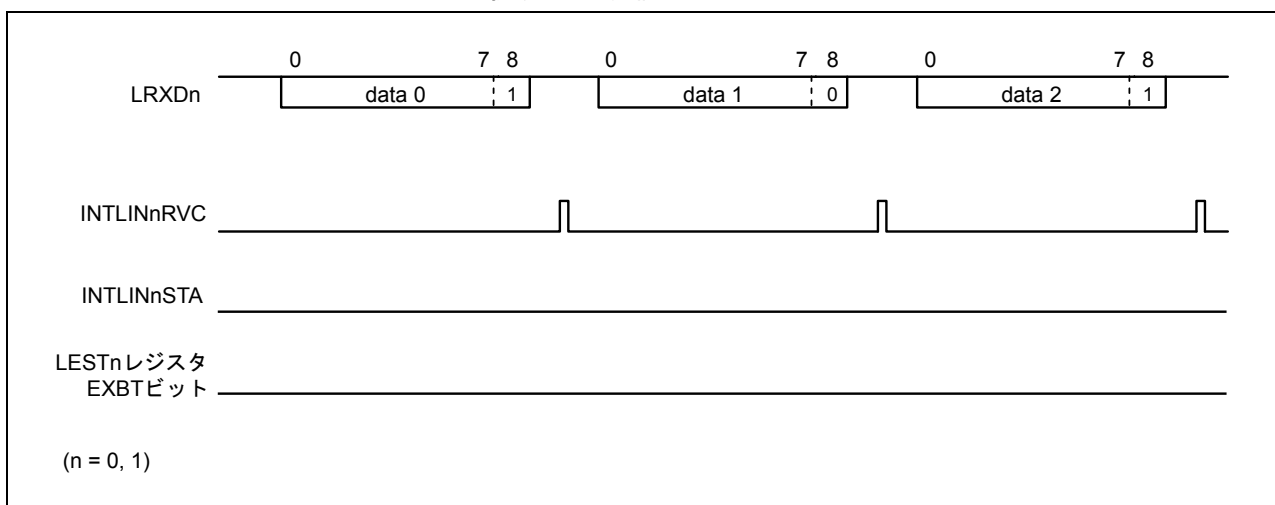 0 7 8 0 7 8 0 7 8
LRXDn data 0 1 data 1 0 data 2 1
INTLINnRVC
INTLINnSTA
LESTnレジスタ
EXBTビット
(n = 0, 1)